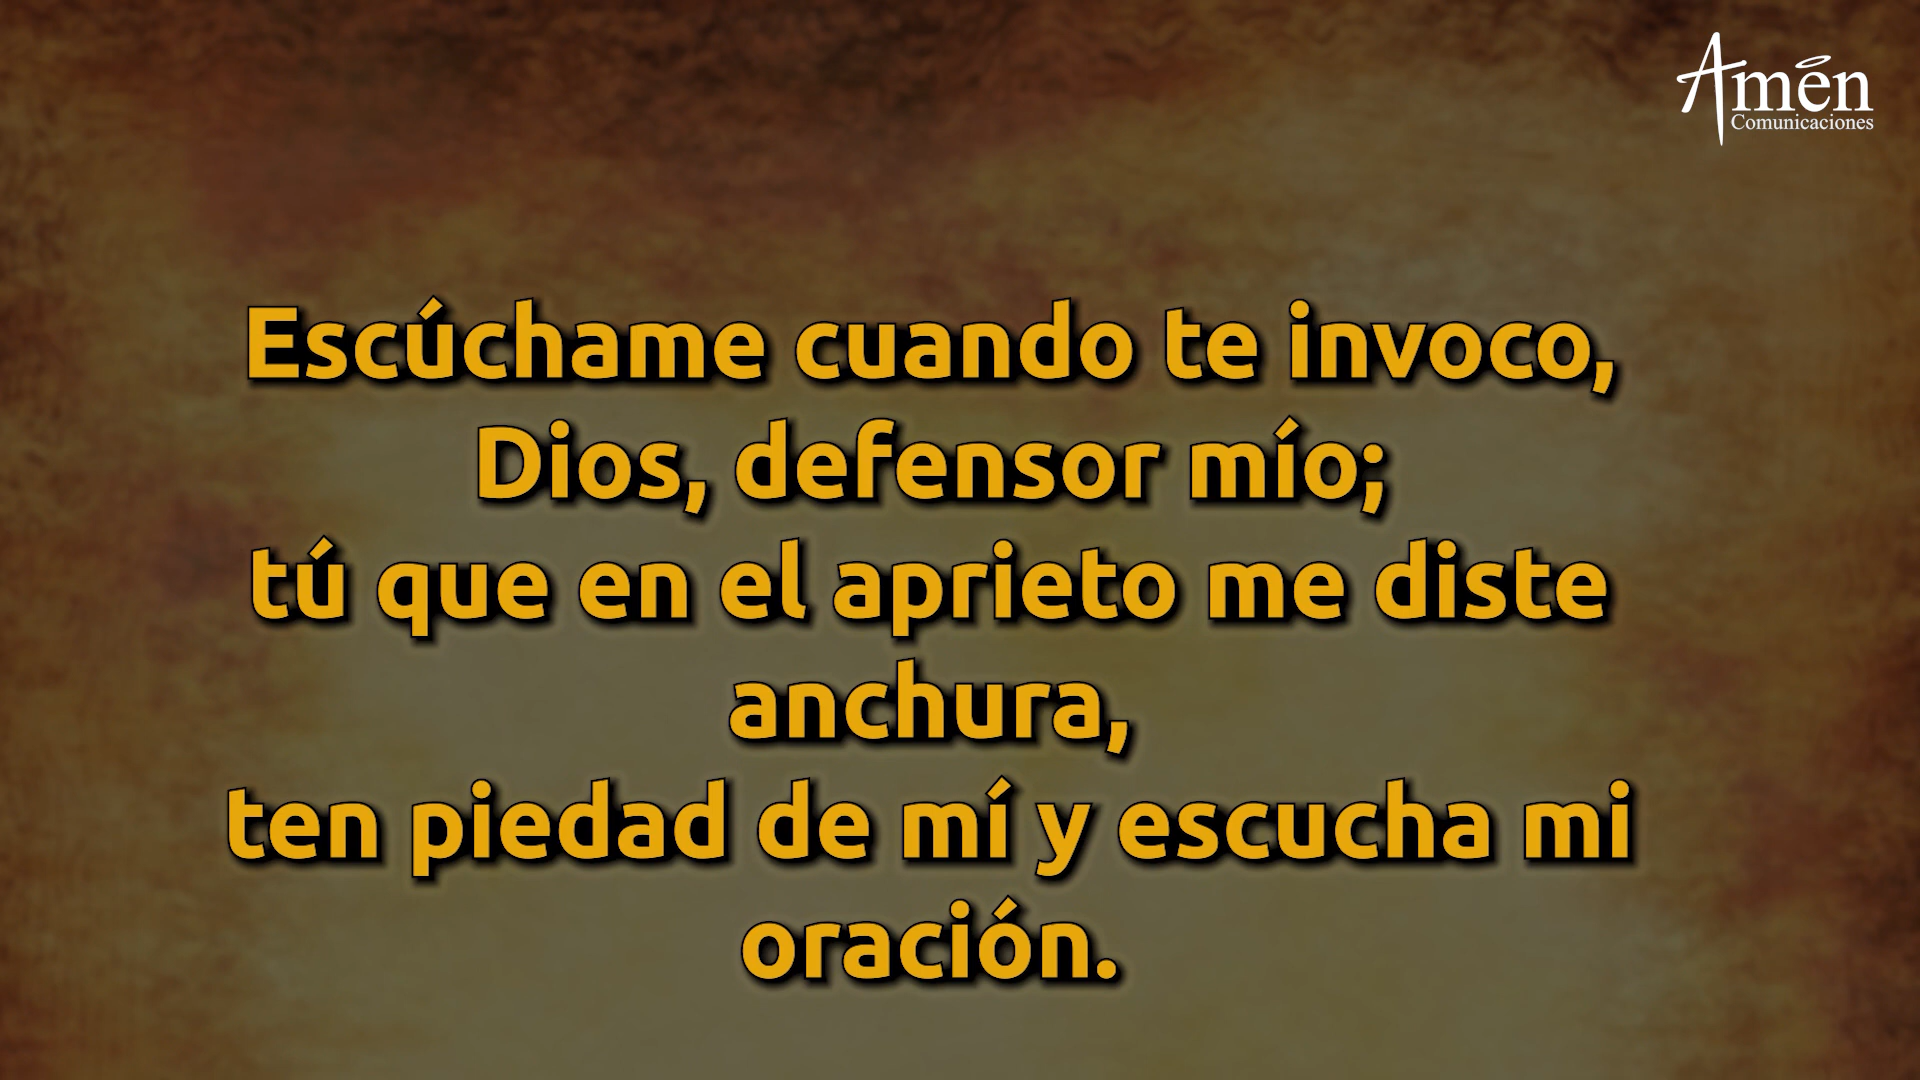 Amén
Comunicaciones
Escúchame cuando te invoco,
Dios, defensor mío;
tú que en el aprieto me diste
anchura,
ten piedad de mí y escucha mi
oración.